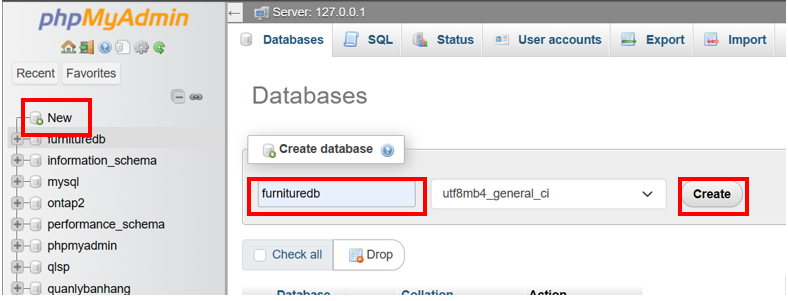 phpMyAdmin
Recent Favorites
New
furnituredb
information_schema
mysql
ontap2
performance_schema
phpmyadmin
qlsp
quanlybanhang
Server: 127.0.0.1
Databases SQL Status User accounts Export Import
Databases
Create database
furnituredb utf8mb4_general_ci Create
Check all Drop
Database Collation Action